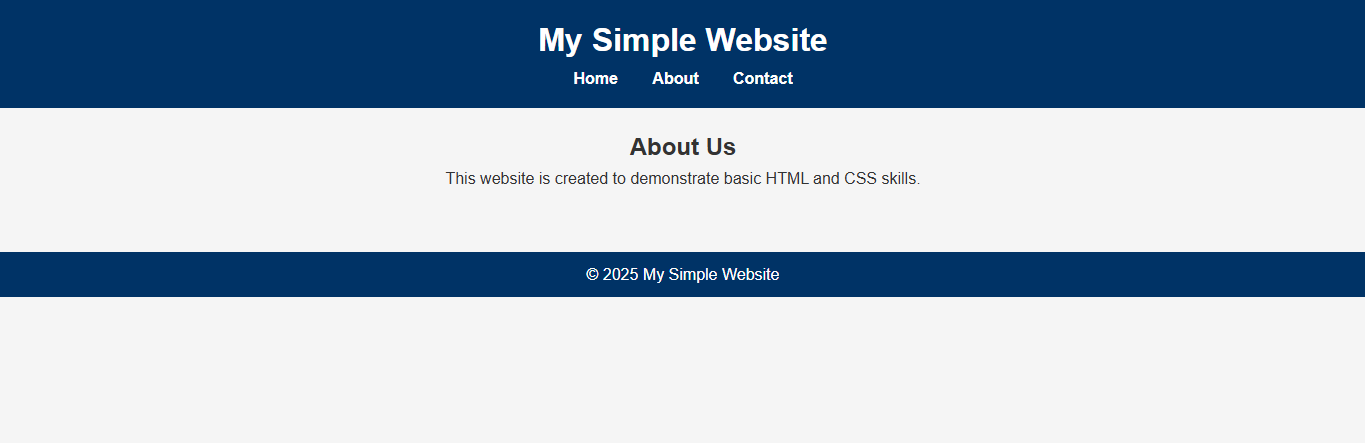 My Simple Website
Home About Contact
About Us
This website is created to demonstrate basic HTML and CSS skills.
© 2025 My Simple Website